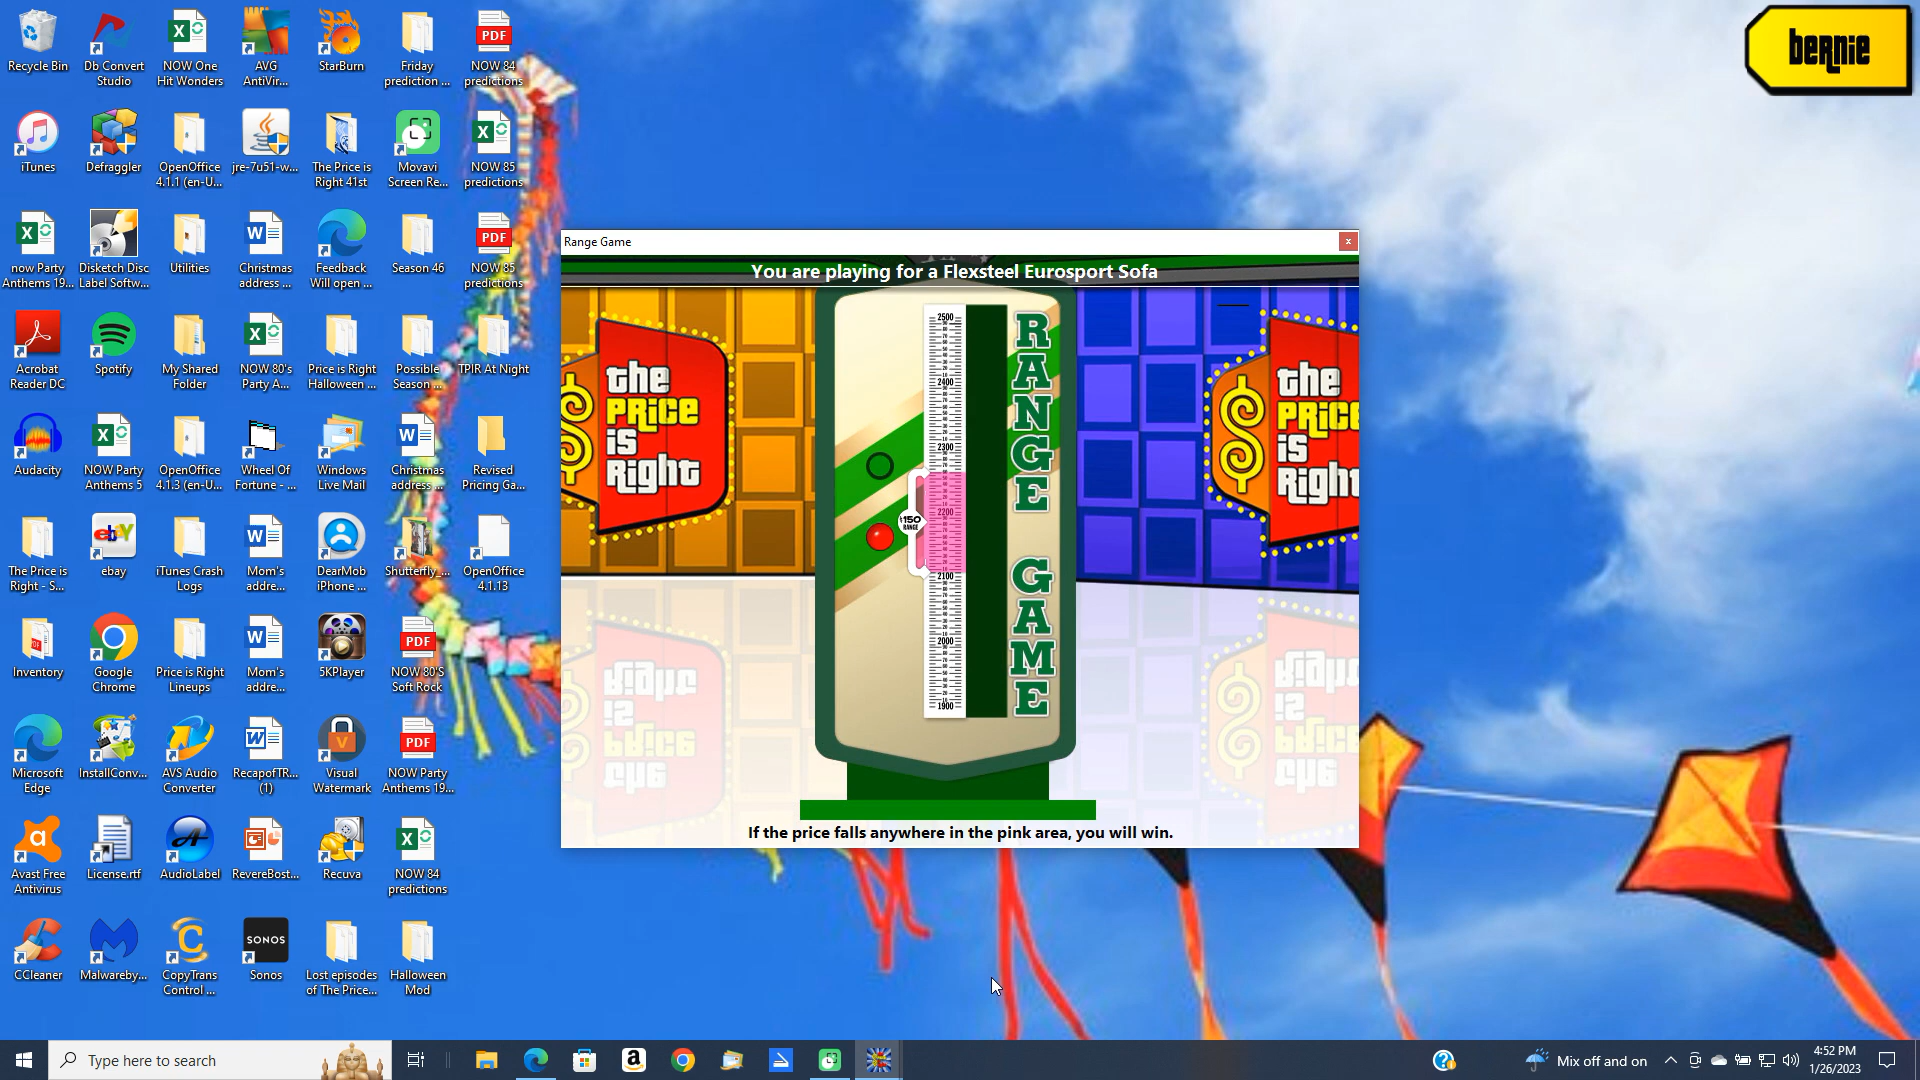 Recycle Bin
Db Convert
Studio
NOW One
Hit Wonders
AVG
AntiVir...
StarBurn
Friday
prediction ...
PDF
NOW 84
predictions
bernie
iTunes
Defraggler
OpenOffice
4.1.1 (en-U...
jre-7u51-w...
The Price is
Right 41st
Movavi
Screen Re...
NOW 85
predictions
now Party
Anthems 19...
Disketch Disc
Label Softw...
Utilities
Christmas
address ...
Feedback
Will open ...
Season 46
PDF
NOW 85
predictions
Acrobat
Reader DC
Spotify
My Shared
Folder
NOW 80's
Party A...
Price is Right
Halloween ...
Possible
Season ...
TPIR At Night
Audacity
NOW Party
Anthems 5
OpenOffice
4.1.3 (en-U...
Wheel Of
Fortune - ...
Windows
Live Mail
Christmas
address ...
Revised
Pricing Ga...
The Price is
Right - S...
ebay
ebay
iTunes Crash
Logs
Mom's
addre...
DearMob
iPhone ...
Shutterfly_...
OpenOffice
4.1.13
Inventory
Google
Chrome
Price is Right
Lineups
Mom's
addre...
5KPlayer
PDF
NOW 80'S
Soft Rock
Microsoft
Edge
InstallConv...
AVS Audio
Converter
RecapofTR...
(1)
Visual
Watermark
PDF
NOW Party
Anthems 19...
Avast Free
Antivirus
License.rtf
AudioLabel
RevereBost...
Recuva
NOW 84
predictions
CCleaner
Malwareby...
CopyTrans
Control ...
SONOS
Sonos
Lost episodes
of The Price...
Halloween
Mod
Range Game
You are playing for a Flexsteel Eurosport Sofa
the
PRICE
is
Right
2500
2400
2300
2200
2100
2000
1900
$150
RANGE
RANGE GAME
the
PRICE
is
Right
If the price falls anywhere in the pink area, you will win.
Type here to search
Mix off and on
4:52 PM
1/26/2023